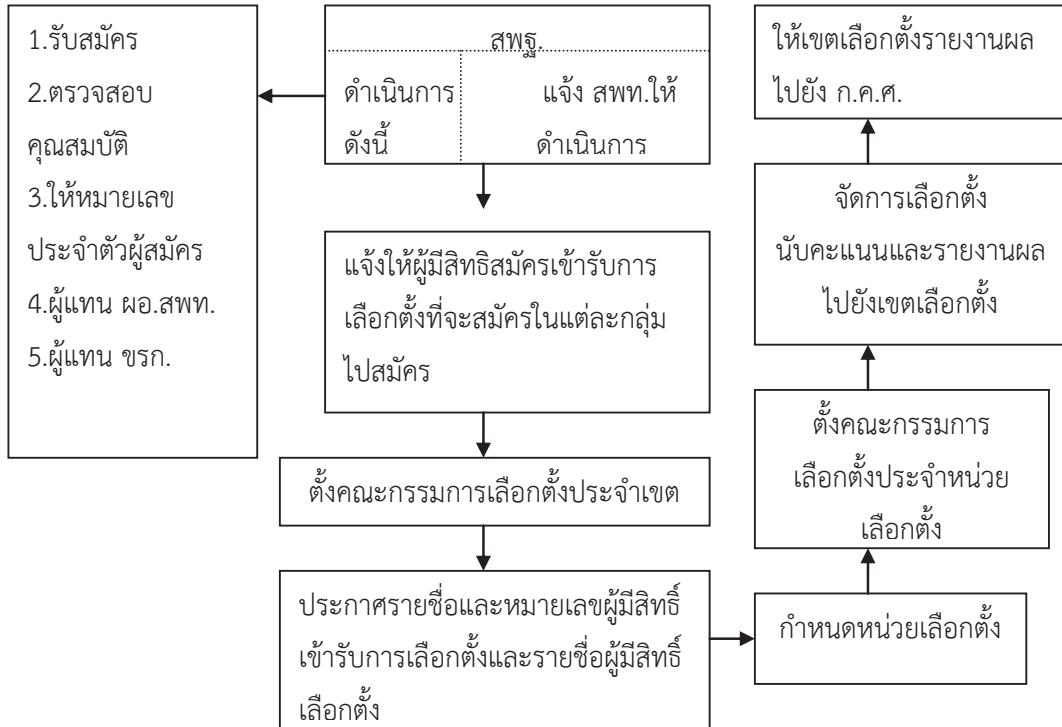 1.รับสมัคร
2.ตรวจสอบ
คุณสมบัติ
3.ให้หมายเลข
ประจำตัวผู้สมัคร
4.ผู้แทน ผอ.สพท.
5.ผู้แทน ขรก.
สพฐ.
ดำเนินการ
ดังนี้
แจ้ง สพท.ให้
ดำเนินการ
แจ้งให้ผู้มีสิทธิสมัครเข้ารับการ
เลือกตั้งที่จะสมัครในแต่ละกลุ่ม
ไปสมัคร
ตั้งคณะกรรมการเลือกตั้งประจำเขต
ประกาศรายชื่อและหมายเลขผู้มีสิทธิ์
เข้ารับการเลือกตั้งและรายชื่อผู้มีสิทธิ์
เลือกตั้ง
กำหนดหน่วยเลือกตั้ง
ตั้งคณะกรรมการ
เลือกตั้งประจำหน่วย
เลือกตั้ง
จัดการเลือกตั้ง
นับคะแนนและรายงานผล
ไปยังเขตเลือกตั้ง
ให้เขตเลือกตั้งรายงานผล
ไปยัง ก.ค.ศ.